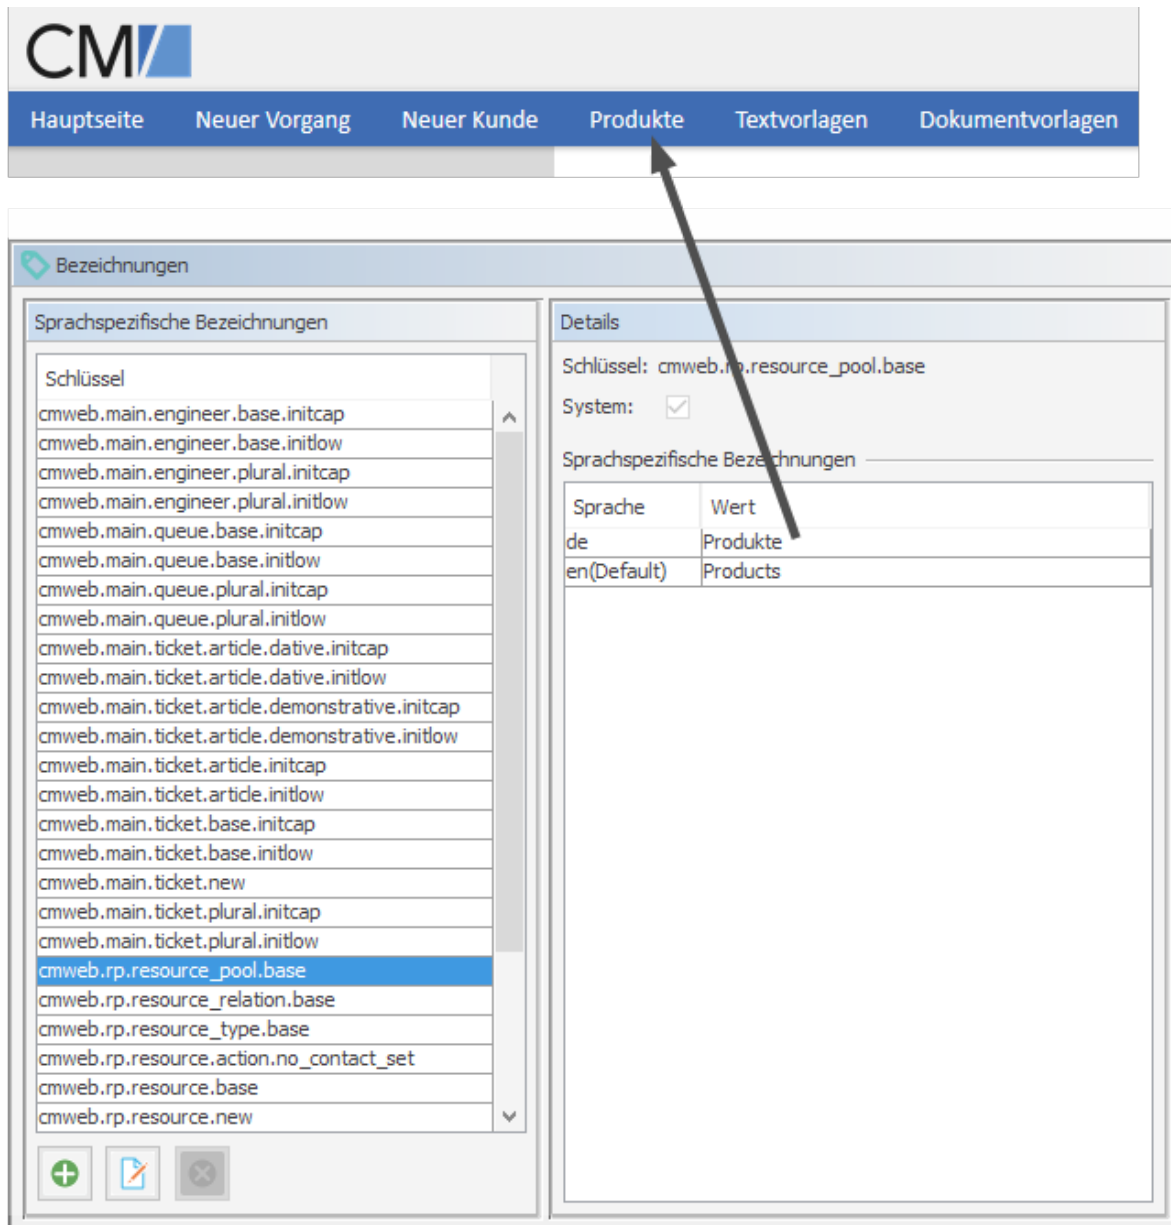 CM/
Hauptseite Neuer Vorgang Neuer Kunde Produkte Textvorlagen Dokumentvorlagen
Bezeichnungen
Sprachspezifische Bezeichnungen
Schlüssel
cmweb.main.engineer.base.initcap
cmweb.main.engineer.base.initlow
cmweb.main.engineer.plural.initcap
cmweb.main.engineer.plural.initlow
cmweb.main.queue.base.initcap
cmweb.main.queue.base.initlow
cmweb.main.queue.plural.initcap
cmweb.main.queue.plural.initlow
cmweb.main.ticket.article.dative.initcap
cmweb.main.ticket.article.dative.initlow
cmweb.main.ticket.article.demonstrative.initcap
cmweb.main.ticket.article.demonstrative.initlow
cmweb.main.ticket.article.initcap
cmweb.main.ticket.article.initlow
cmweb.main.ticket.base.initcap
cmweb.main.ticket.base.initlow
cmweb.main.ticket.new
cmweb.main.ticket.plural.initcap
cmweb.main.ticket.plural.initlow
cmweb.rp.resource_pool.base
cmweb.rp.resource_relation.base
cmweb.rp.resource_type.base
cmweb.rp.resource.action.no_contact_set
cmweb.rp.resource.base
cmweb.rp.resource.new
Details
Schlüssel: cmweb.rp.resource_pool.base
System:
Sprachspezifische Bezeichnungen
Sprache Wert
de Produkte
en(Default) Products